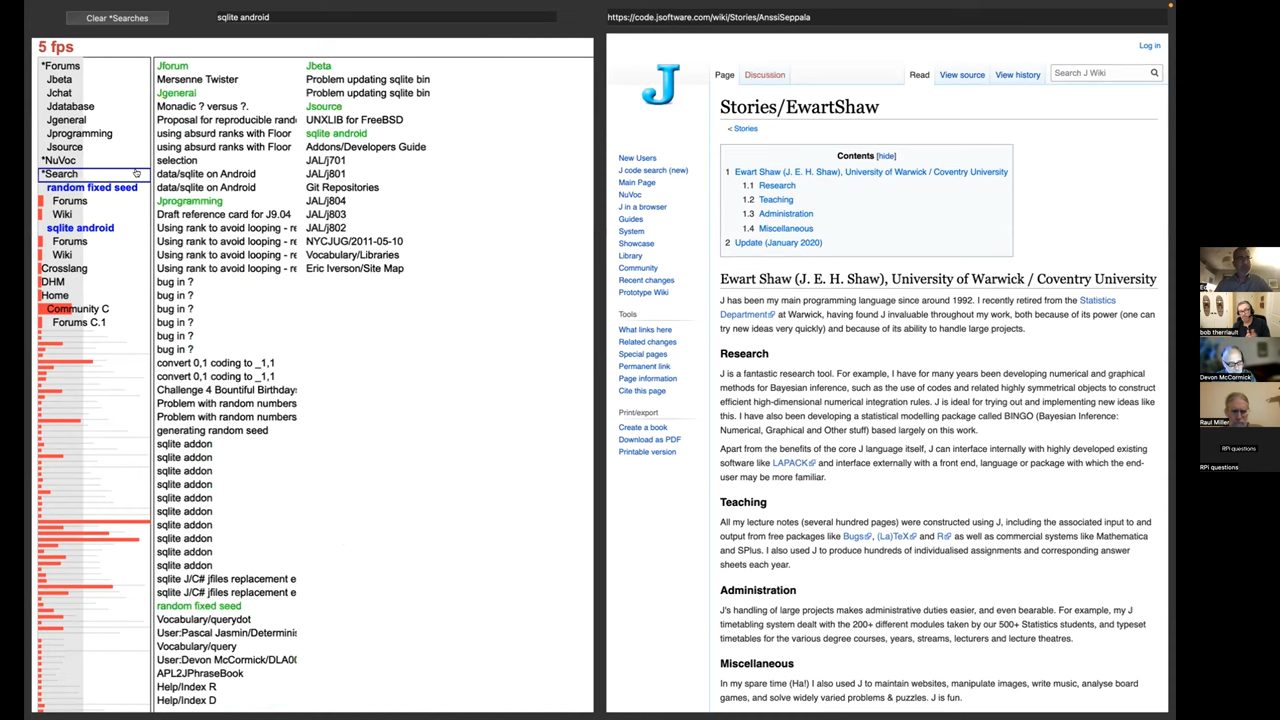 Clear *Searches
sqlite android
https://code.jsoftware.com/wiki/Stories/AnssiSeppala
5 fps
*Forums
Jbeta
Jchat
Jdatabase
Jgeneral
Jprogramming
Jsource
*NuVoc
*Search
random fixed seed
Forums
Wiki
sqlite android
Forums
Wiki
Crosslang
DHM
Home
Community C
Forums C.1
Jforum
Mersenne Twister
Jgeneral
Monadic ? versus ?.
Proposal for reproducible rand
using absurd ranks with Floor
using absurd ranks with Floor
selection
data/sqlite on Android
data/sqlite on Android
Jprogramming
Draft reference card for J9.04
Using rank to avoid looping - re
Using rank to avoid looping - re
Using rank to avoid looping - re
Using rank to avoid looping - re
bug in ?
bug in ?
bug in ?
bug in ?
bug in ?
bug in ?
convert 0,1 coding to _1,1
convert 0,1 coding to _1,1
Challenge 4 Bountiful Birthday
Problem with random numbers
Problem with random numbers
generating random seed
sqlite addon
sqlite addon
sqlite addon
sqlite addon
sqlite addon
sqlite addon
sqlite addon
sqlite addon
sqlite addon
sqlite addon
sqlite J/C# jfiles replacement e
sqlite J/C# jfiles replacement e
random fixed seed
Vocabulary/querydot
User:Pascal Jasmin/Determinis
Vocabulary/query
User:Devon McCormick/DLA00
APL2JPhraseBook
Help/Index R
Help/Index D
Jbeta
Problem updating sqlite bin
Problem updating sqlite bin
Jsource
UNXLIB for FreeBSD
sqlite android
Addons/Developers Guide
JAL/j701
JAL/j801
Git Repositories
JAL/j804
JAL/j803
JAL/j802
NYCJUG/2011-05-10
Vocabulary/Libraries
Eric Iverson/Site Map
Log in
J
Page
Discussion
Read
View source
View history
Search J Wiki
New Users
J code search (new)
Main Page
NuVoc
J in a browser
Guides
System
Showcase
Library
Community
Recent changes
Prototype Wiki
Tools
What links here
Related changes
Special pages
Permanent link
Page information
Cite this page
Print/export
Create a book
Download as PDF
Printable version
Stories/EwartShaw
< Stories
Contents [hide]
1 Ewart Shaw (J. E. H. Shaw), University of Warwick / Coventry University
1.1 Research
1.2 Teaching
1.3 Administration
1.4 Miscellaneous
2 Update (January 2020)
Ewart Shaw (J. E. H. Shaw), University of Warwick / Coventry University
J has been my main programming language since around 1992. I recently retired from the Statistics
Department at Warwick, having found J invaluable throughout my work, both because of its power (one can
try new ideas very quickly) and because of its ability to handle large projects.
Research
J is a fantastic research tool. For example, I have for many years been developing numerical and graphical
methods for Bayesian inference, such as the use of codes and related highly symmetrical objects to construct
efficient high-dimensional numerical integration rules. J is ideal for trying out and implementing new ideas like
this. I have also been developing a statistical modelling package called BINGO (Bayesian Inference:
Numerical, Graphical and Other stuff) based largely on this work.
Apart from the benefits of the core J language itself, J can interface internally with highly developed existing
software like LAPACK and interface externally with a front end, language or package with which the end-
user may be more familiar.
Teaching
All my lecture notes (several hundred pages) were constructed using J, including the associated input to and
output from free packages like Bugs, (La)TeX and R as well as commercial systems like Mathematica
and SPlus. I also used J to produce hundreds of individualised assignments and corresponding answer
sheets each year.
Administration
J's handling of large projects makes administrative duties easier, and even bearable. For example, my J
timetabling system dealt with the 200+ different modules taken by our 500+ Statistics students, and typeset
timetables for the various degree courses, years, streams, lecturers and lecture theatres.
Miscellaneous
In my spare time (Ha!) I also used J to maintain websites, manipulate images, write music, analyse board
games, and solve widely varied problems & puzzles. J is fun.
bob therriault
Devon McCormick
Raul Miller
RPi questions
RPi questions